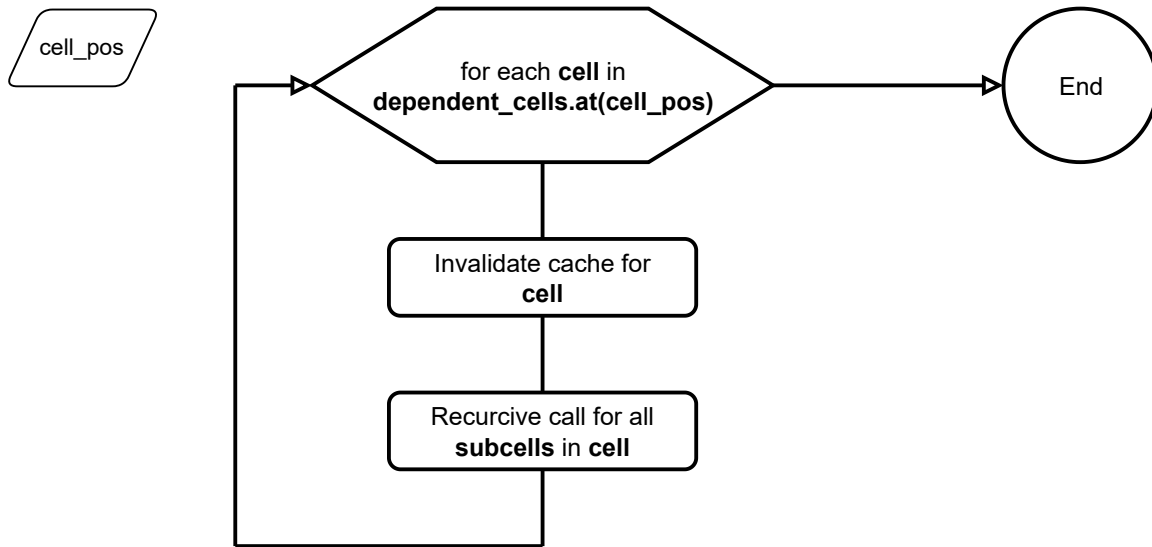 cell_pos
for each cell in
dependent_cells.at(cell_pos)
End
Invalidate cache for
cell
Recurcive call for all
subcells in cell